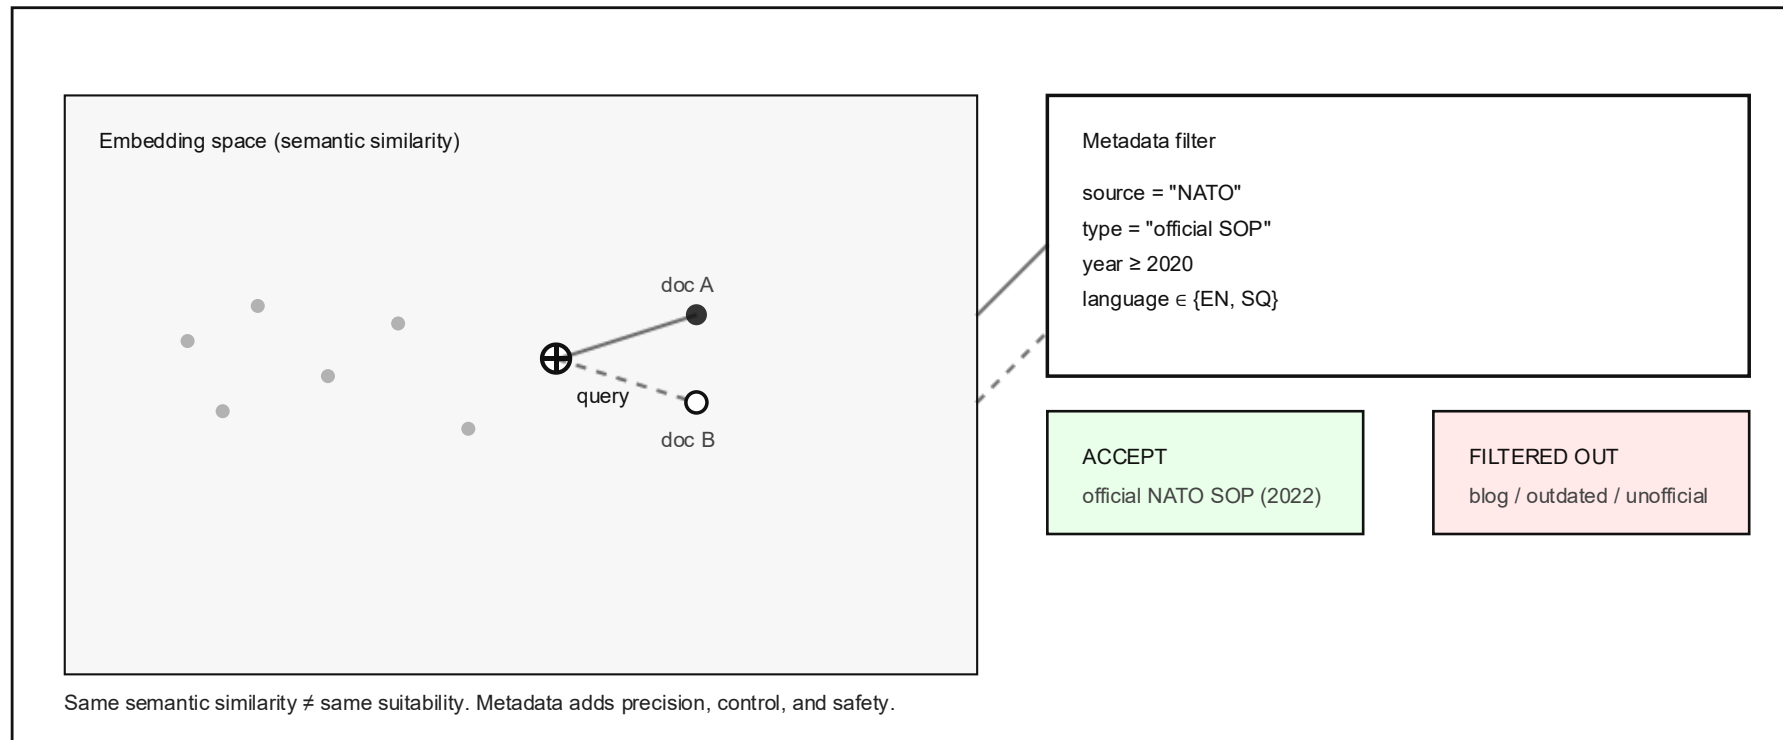 Embedding space (semantic similarity)
doc A
query
doc B
Metadata filter
source = "NATO"
type = "official SOP"
year ≥ 2020
language ∈ {EN, SQ}
ACCEPT
official NATO SOP (2022)
FILTERED OUT
blog / outdated / unofficial
Same semantic similarity ≠ same suitability. Metadata adds precision, control, and safety.